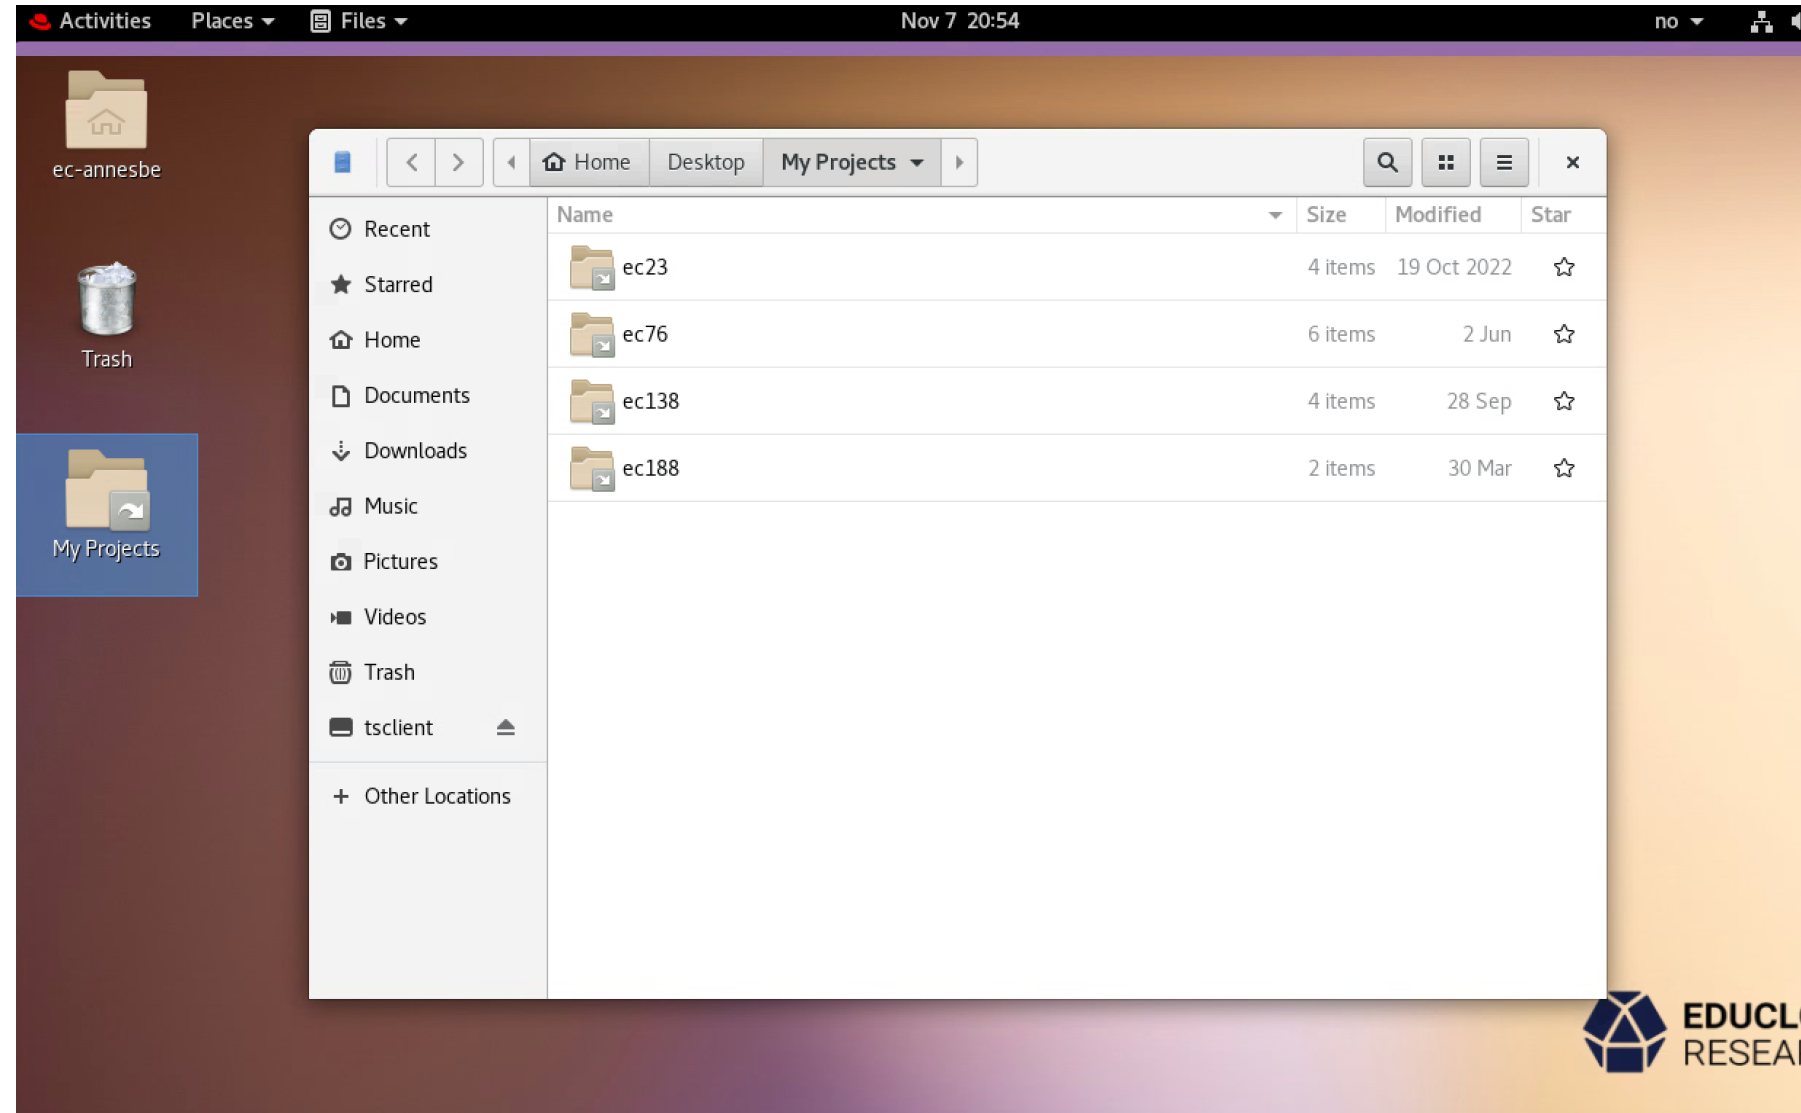 Activities Places Files Nov 7 20:54 no
ec-annesbe
Trash
My Projects
Home Desktop My Projects
Recent
Starred
Home
Documents
Downloads
Music
Pictures
Videos
Trash
tsclient
Other Locations
Name Size Modified Star
ec23 4 items 19 Oct 2022
ec76 6 items 2 Jun
ec138 4 items 28 Sep
ec188 2 items 30 Mar